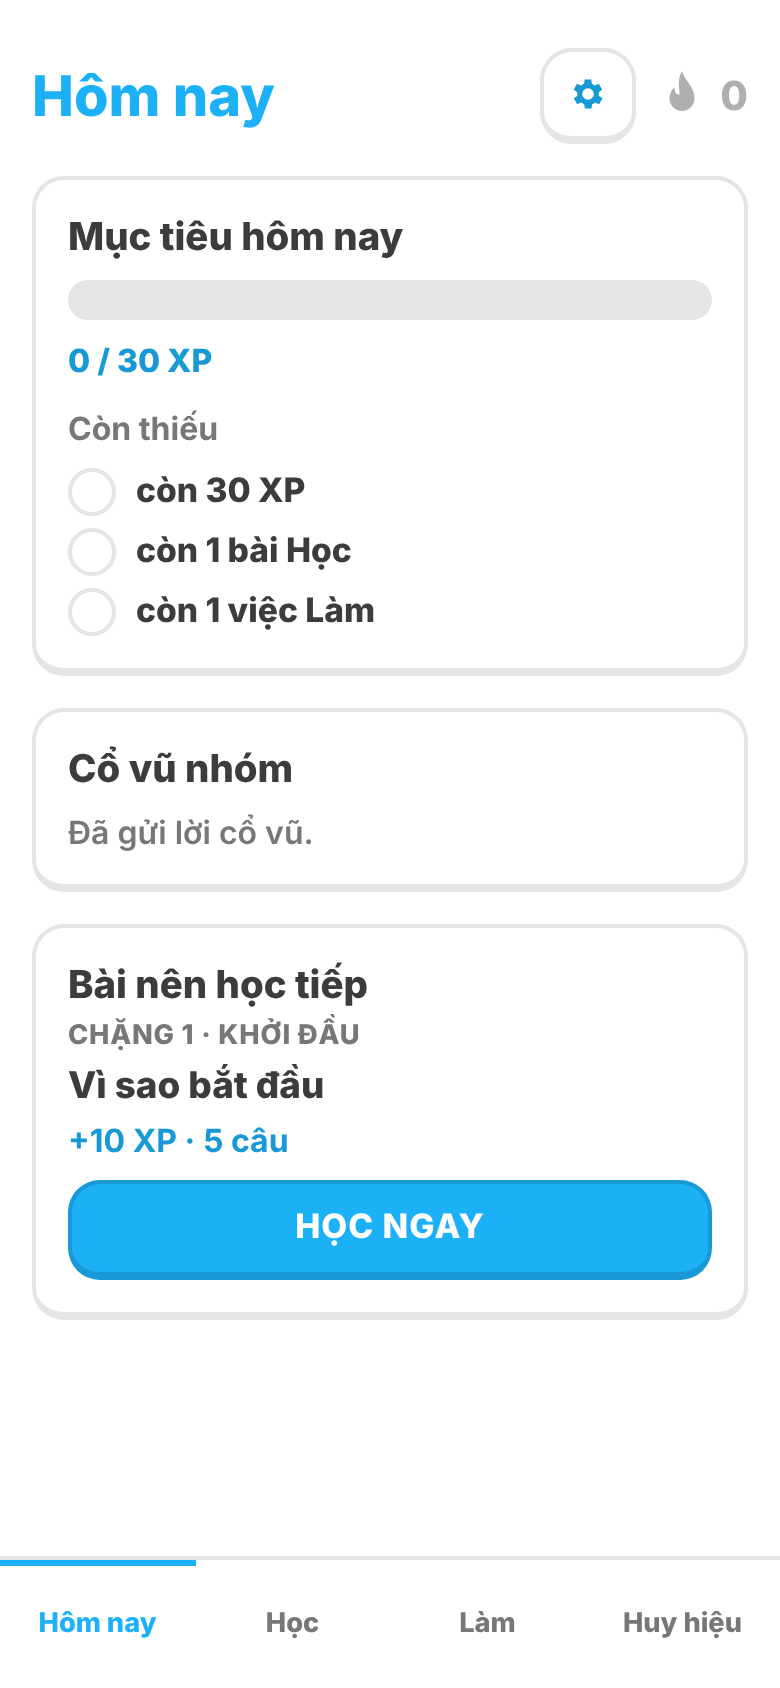 Hôm nay
0
Mục tiêu hôm nay
0 / 30 XP
Còn thiếu
còn 30 XP
còn 1 bài Học
còn 1 việc Làm
Cổ vũ nhóm
Đã gửi lời cổ vũ.
Bài nên học tiếp
CHẶNG 1 · KHỞI ĐẦU
Vì sao bắt đầu
+10 XP · 5 câu
HỌC NGAY
Hôm nay
Học
Làm
Huy hiệu